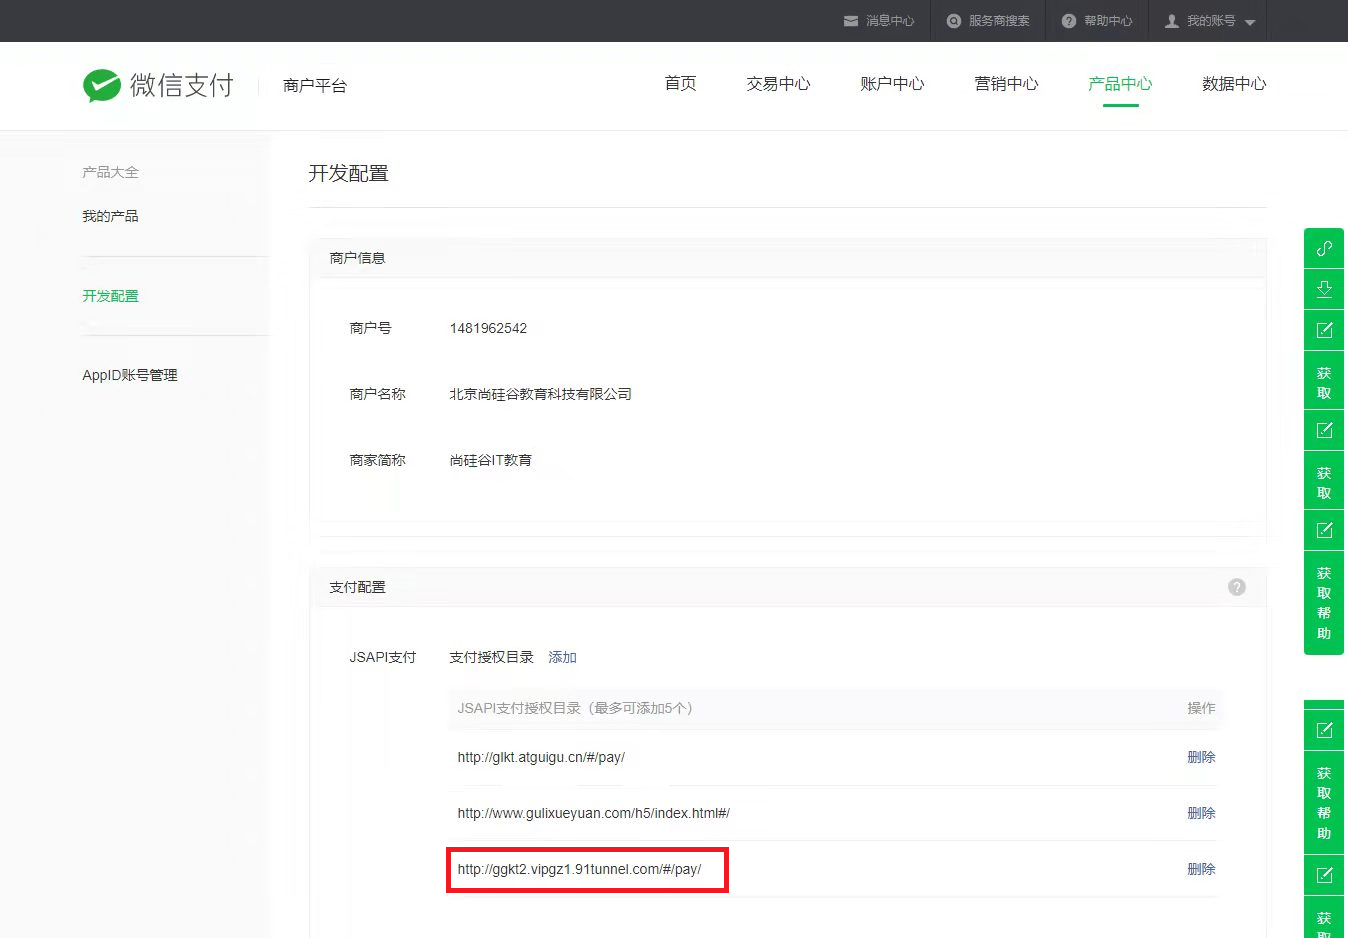 消息中心 服务商搜索 帮助中心 我的账号
微信支付 商户平台 首页 交易中心 账户中心 营销中心 产品中心 数据中心
产品大全
我的产品
开发配置
AppID账号管理
开发配置
商户信息
商户号 1481962542
商户名称 北京尚硅谷教育科技有限公司
商家简称 尚硅谷IT教育
支付配置 ?
JSAPI支付 支付授权目录 添加
JSAPI支付授权目录（最多可添加5个） 操作
http://glkt.atguigu.cn/#/pay/ 删除
http://www.gulixueyuan.com/h5/index.html#/ 删除
http://ggkt2.vipgz1.91tunnel.com/#/pay/ 删除
获
取
获
取
获
取
帮
助
获
取
帮
助
获
取